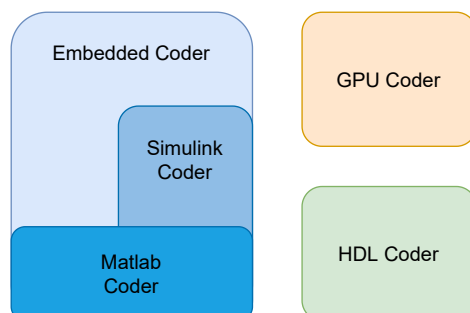 Embedded Coder
Simulink
Coder
Matlab
Coder
GPU Coder
HDL Coder